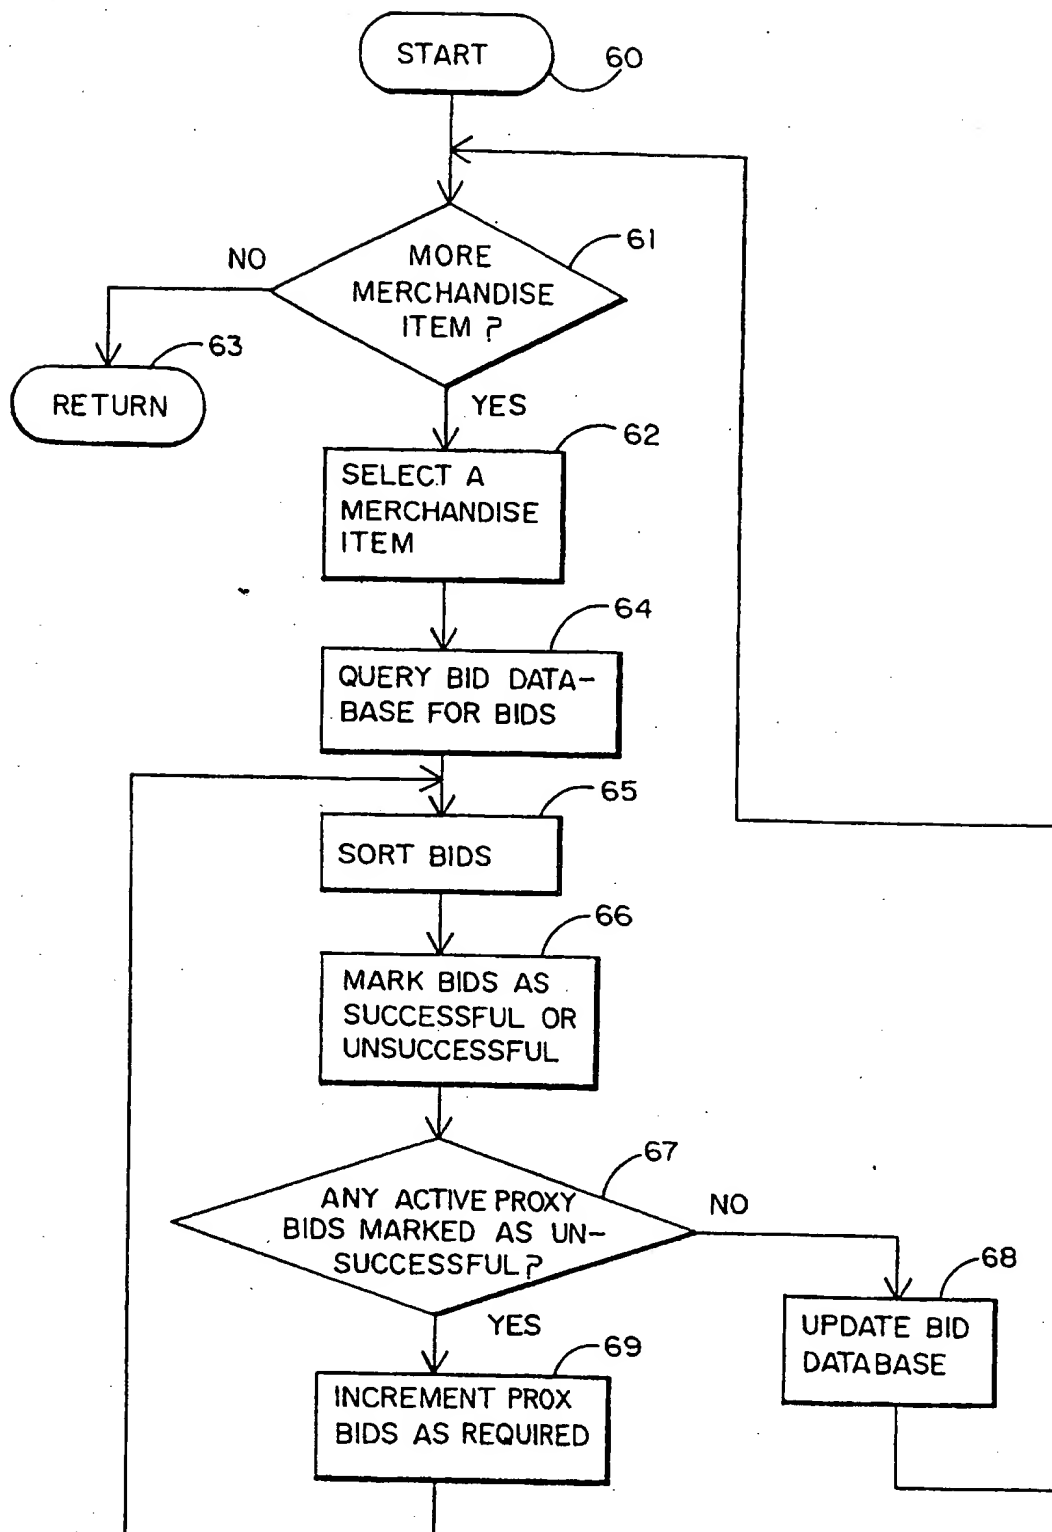 START
60
61
NO
MORE
MERCHANDISE
ITEM ?
63
RETURN
YES
62
SELECT A
MERCHANDISE
ITEM
64
QUERY BID DATA-
BASE FOR BIDS
65
SORT BIDS
66
MARK BIDS AS
SUCCESSFUL OR
UNSUCCESSFUL
67
ANY ACTIVE PROXY
BIDS MARKED AS UN-
SUCCESSFUL?
NO
68
UPDATE BID
DATABASE
YES
69
INCREMENT PROX
BIDS AS REQUIRED